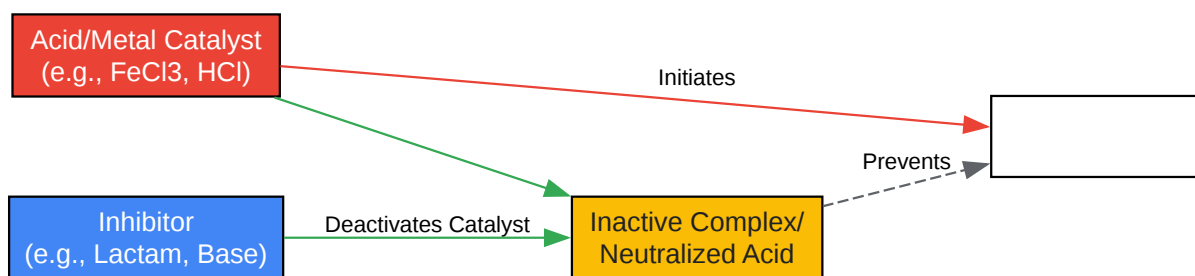 Acid/Metal Catalyst
(e.g., FeCl3, HCl)
Initiates
Prevents
Inhibitor
(e.g., Lactam, Base)
Deactivates Catalyst
Inactive Complex/
Neutralized Acid